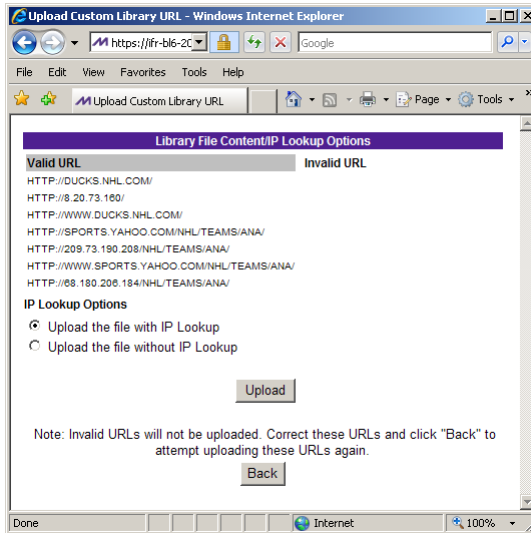 Upload Custom Library URL - Windows Internet Explorer
https://ifr-bl6-20
Google
File Edit View Favorites Tools Help
Upload Custom Library URL
Page Tools »
Library File Content/IP Lookup Options
Valid URL Invalid URL
HTTP://DUCKS.NHL.COM/
HTTP://8.20.73.160/
HTTP://WWW.DUCKS.NHL.COM/
HTTP://SPORTS.YAHOO.COM/NHL/TEAMS/ANA/
HTTP://209.73.190.208/NHL/TEAMS/ANA/
HTTP://WWW.SPORTS.YAHOO.COM/NHL/TEAMS/ANA/
HTTP://68.180.206.184/NHL/TEAMS/ANA/
IP Lookup Options
Upload the file with IP Lookup
Upload the file without IP Lookup
Upload
Note: Invalid URLs will not be uploaded. Correct these URLs and click "Back" to
attempt uploading these URLs again.
Back
Done Internet 100%